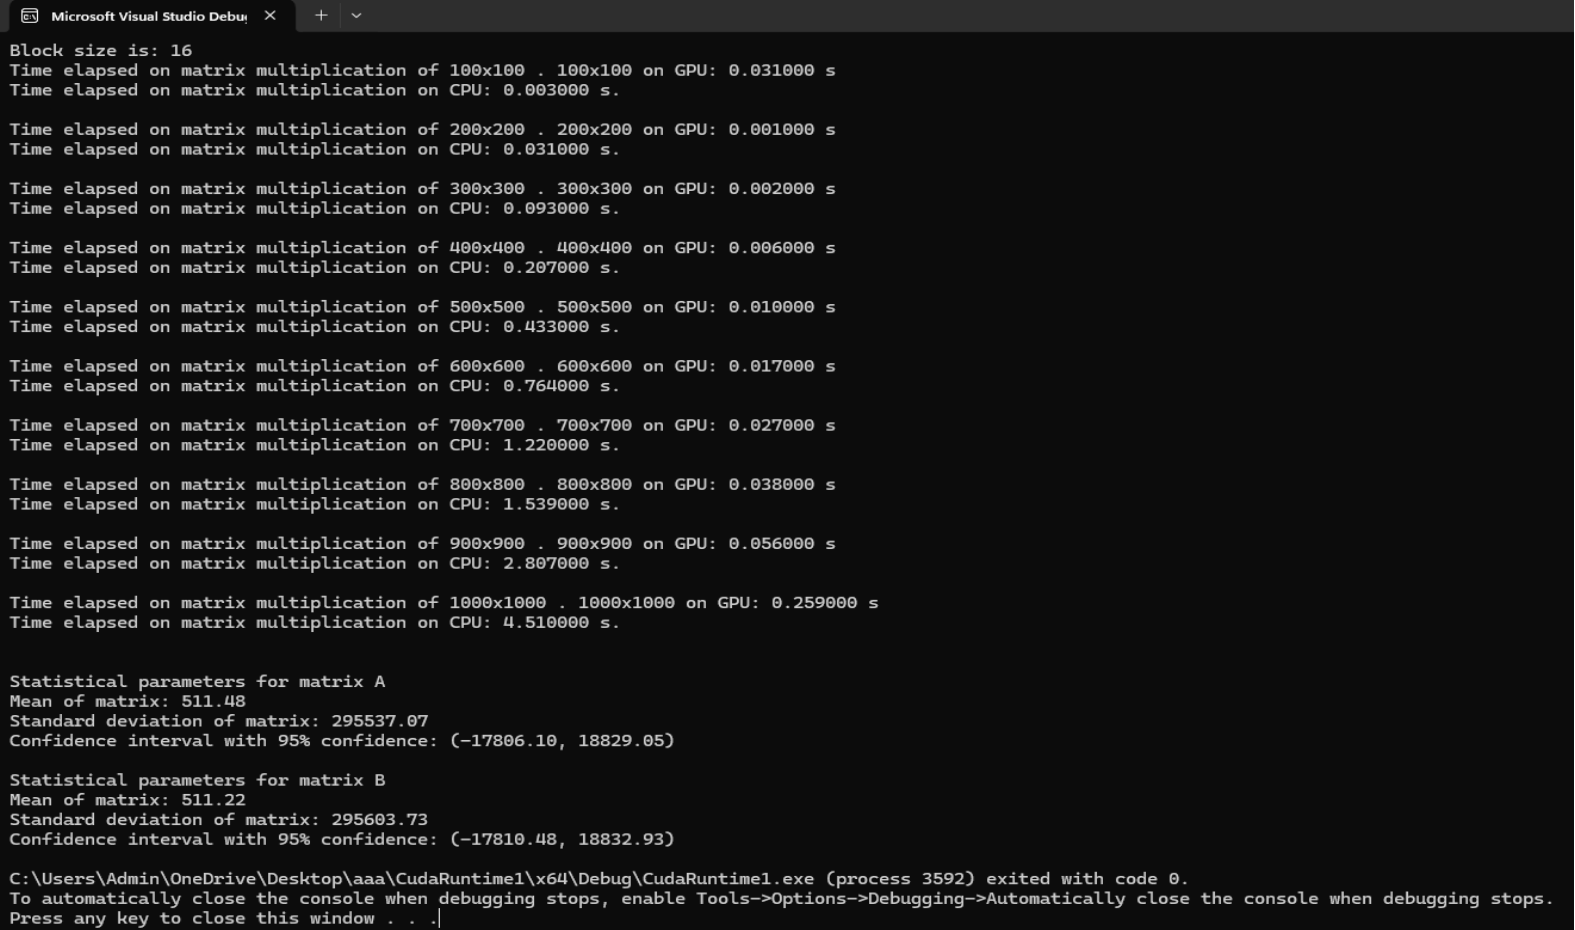 Microsoft Visual Studio Debug
Block size is: 16
Time elapsed on matrix multiplication of 100x100 . 100x100 on GPU: 0.031000 s
Time elapsed on matrix multiplication on CPU: 0.003000 s.
Time elapsed on matrix multiplication of 200x200 . 200x200 on GPU: 0.001000 s
Time elapsed on matrix multiplication on CPU: 0.031000 s.
Time elapsed on matrix multiplication of 300x300 . 300x300 on GPU: 0.002000 s
Time elapsed on matrix multiplication on CPU: 0.093000 s.
Time elapsed on matrix multiplication of 400x400 . 400x400 on GPU: 0.006000 s
Time elapsed on matrix multiplication on CPU: 0.207000 s.
Time elapsed on matrix multiplication of 500x500 . 500x500 on GPU: 0.010000 s
Time elapsed on matrix multiplication on CPU: 0.433000 s.
Time elapsed on matrix multiplication of 600x600 . 600x600 on GPU: 0.017000 s
Time elapsed on matrix multiplication on CPU: 0.764000 s.
Time elapsed on matrix multiplication of 700x700 . 700x700 on GPU: 0.027000 s
Time elapsed on matrix multiplication on CPU: 1.220000 s.
Time elapsed on matrix multiplication of 800x800 . 800x800 on GPU: 0.038000 s
Time elapsed on matrix multiplication on CPU: 1.539000 s.
Time elapsed on matrix multiplication of 900x900 . 900x900 on GPU: 0.056000 s
Time elapsed on matrix multiplication on CPU: 2.807000 s.
Time elapsed on matrix multiplication of 1000x1000 . 1000x1000 on GPU: 0.259000 s
Time elapsed on matrix multiplication on CPU: 4.510000 s.
Statistical parameters for matrix A
Mean of matrix: 511.48
Standard deviation of matrix: 295537.07
Confidence interval with 95% confidence: (-17806.10, 18829.05)
Statistical parameters for matrix B
Mean of matrix: 511.22
Standard deviation of matrix: 295603.73
Confidence interval with 95% confidence: (-17810.48, 18832.93)
C:\Users\Admin\OneDrive\Desktop\aaa\CudaRuntime1\x64\Debug\CudaRuntime1.exe (process 3592) exited with code 0.
To automatically close the console when debugging stops, enable Tools->Options->Debugging->Automatically close the console when debugging stops.
Press any key to close this window . . .